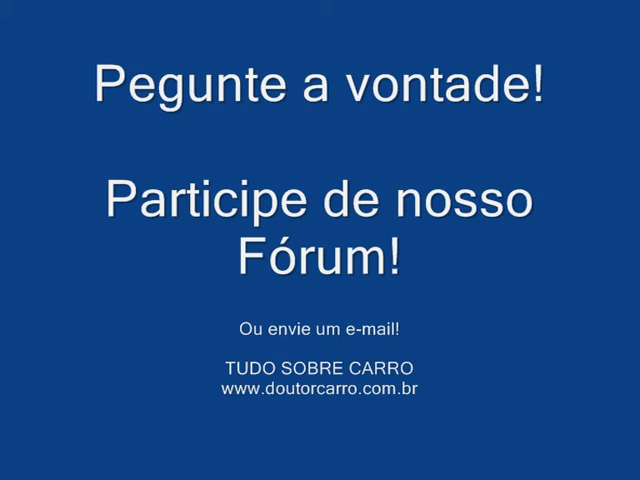 Pegunte a vontade!
Participe de nosso
Fórum!
Ou envie um e-mail!
TUDO SOBRE CARRO
www.doutorcarro.com.br